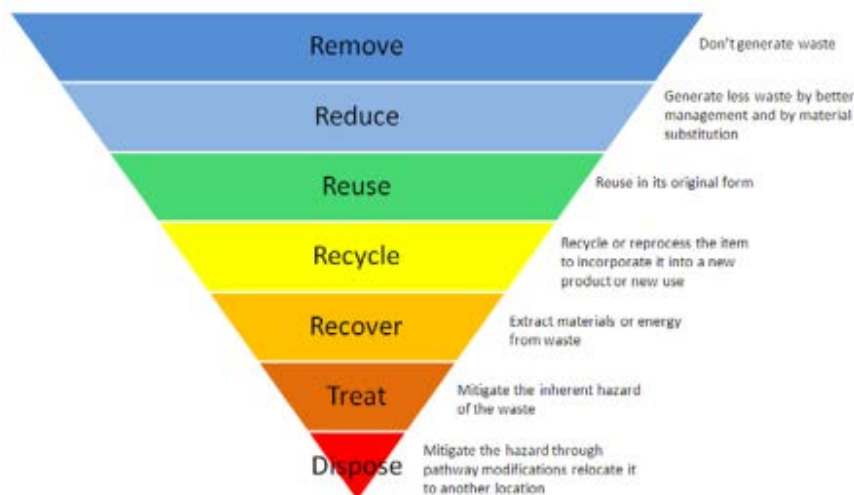 Remove
Don't generate waste
Reduce
Generate less waste by better
management and by material
substitution
Reuse
Reuse in its original form
Recycle
Recycle or reprocess the item
to incorporate it into a new
product or new use
Recover
Extract materials or energy
from waste
Treat
Mitigate the inherent hazard
of the waste
Dispose
Mitigate the hazard through
pathway modifications relocate it
to another location